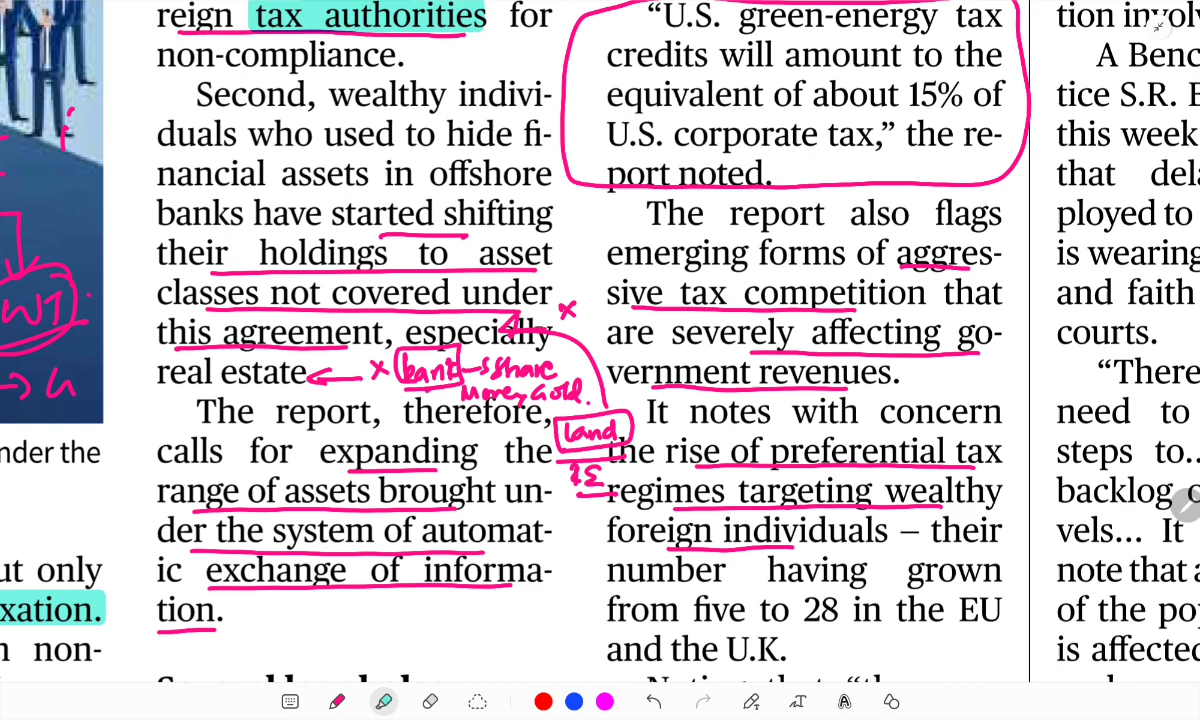 WT
nder the
ut only
xation.
n non-
reign tax authorities for
non-compliance.
Second, wealthy indivi-
duals who used to hide fi-
nancial assets in offshore
banks have started shifting
their holdings to asset
classes not covered under
this agreement, especially
real estate.
x
x bank → share
Money Gold.
The report, therefore,
calls for expanding the
range of assets brought un-
der the system of automat-
ic exchange of informa-
tion.
land
RE
“U.S. green-energy tax
credits will amount to the
equivalent of about 15% of
U.S. corporate tax,” the re-
port noted.
The report also flags
emerging forms of aggres-
sive tax competition that
are severely affecting go-
vernment revenues.
It notes with concern
the rise of preferential tax
regimes targeting wealthy
foreign individuals – their
number having grown
from five to 28 in the EU
and the U.K.
tion involv
A Benc
tice S.R. B
this week
that dela
ployed to
is wearing
and faith
courts.
“There
need to
steps to..
backlog o
vels... It
note that a
of the pop
is affected